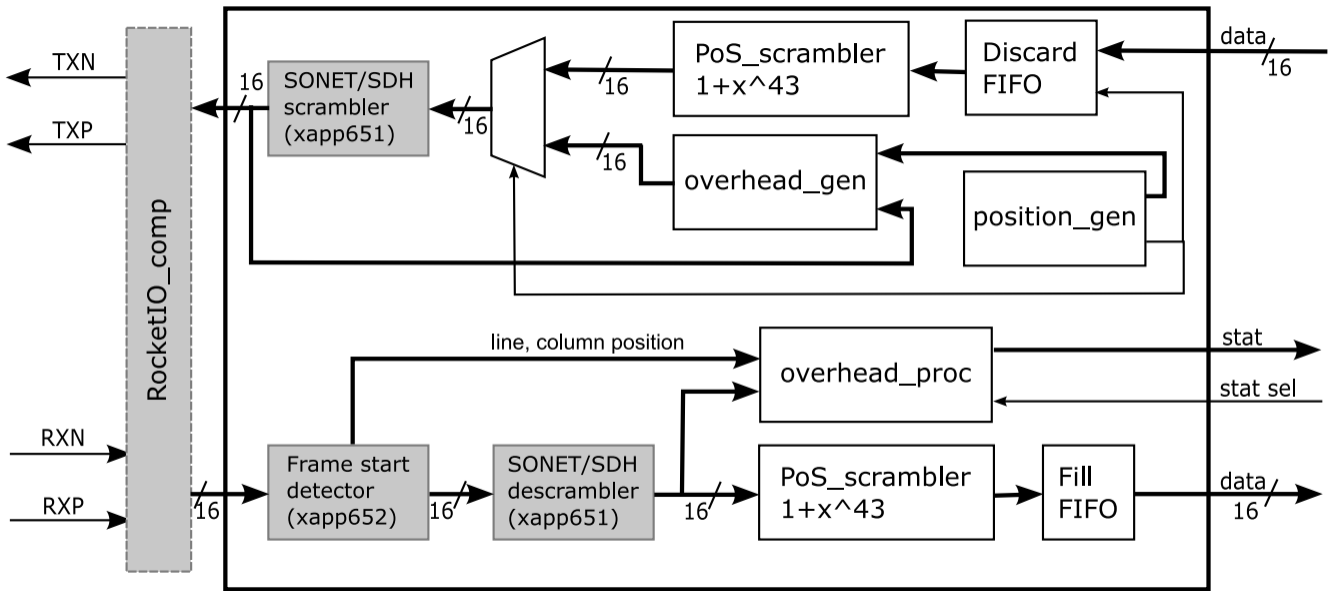 TXN
TXP
RocketIO_comp
16
SONET/SDH
scrambler
(xapp651)
16
16
PoS_scrambler
1+x^43
Discard
FIFO
data
16
16
overhead_gen
position_gen
line, column position
overhead_proc
stat
stat sel
RXN
RXP
16
Frame start
detector
(xapp652)
16
SONET/SDH
descrambler
(xapp651)
16
PoS_scrambler
1+x^43
Fill
FIFO
data
16